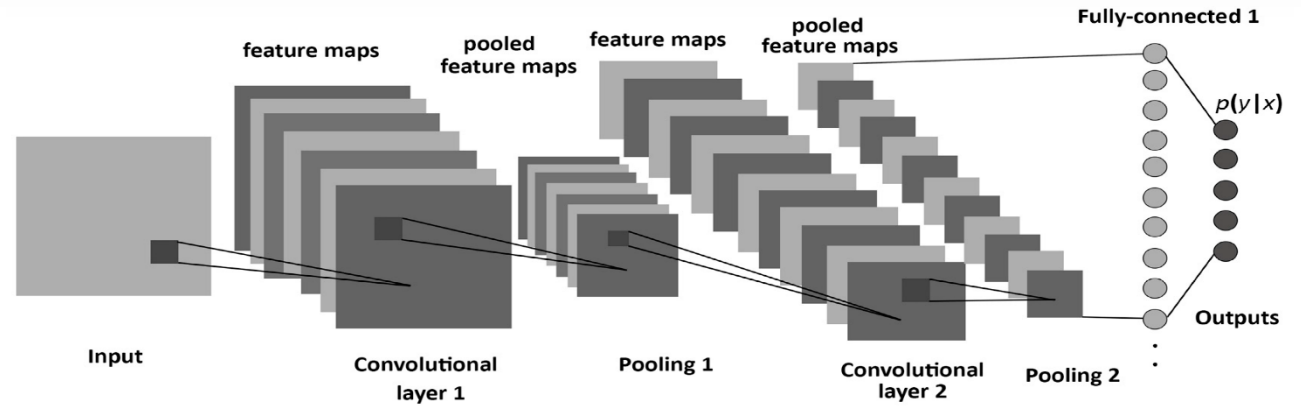 feature maps
pooled
feature maps
feature maps
pooled
feature maps
Fully-connected 1
p(y|x)
Outputs
Input
Convolutional
layer 1
Pooling 1
Convolutional
layer 2
Pooling 2